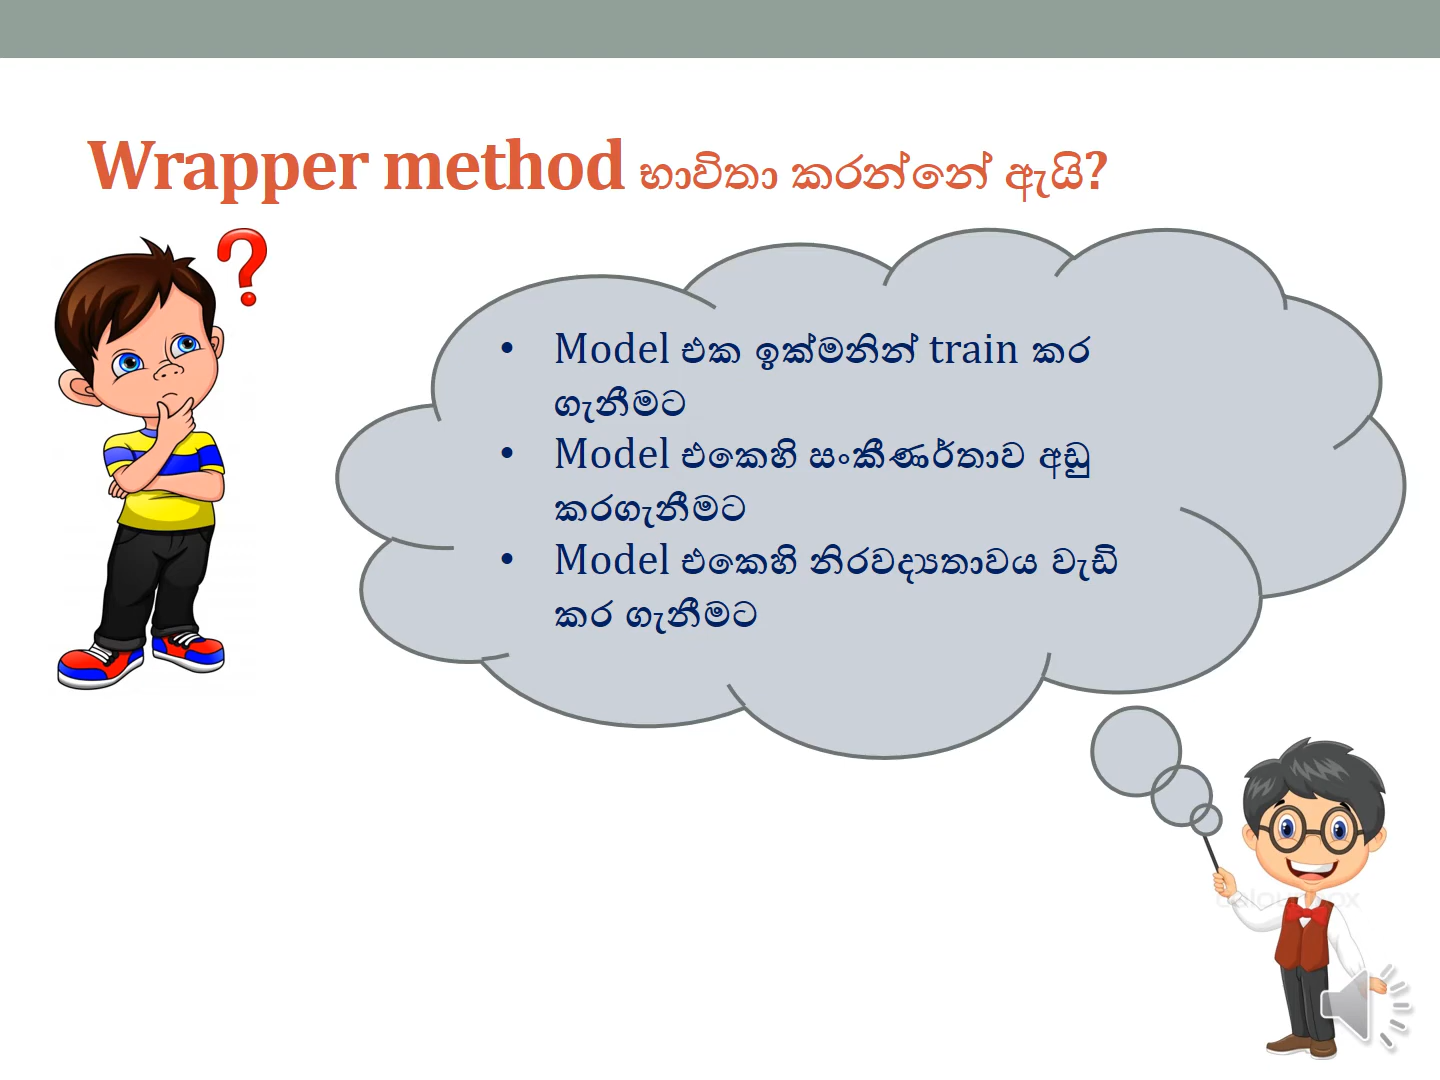 Wrapper method භාවිතා කරන්නේ ඇයි?
• Model එක ඉක්මනින් train කර
ගැනීමට
• Model එකෙහි සංකීර්ණතාව අඩු
කරගැනීමට
• Model එකෙහි නිරවද්‍යතාවය වැඩි
කර ගැනීමට